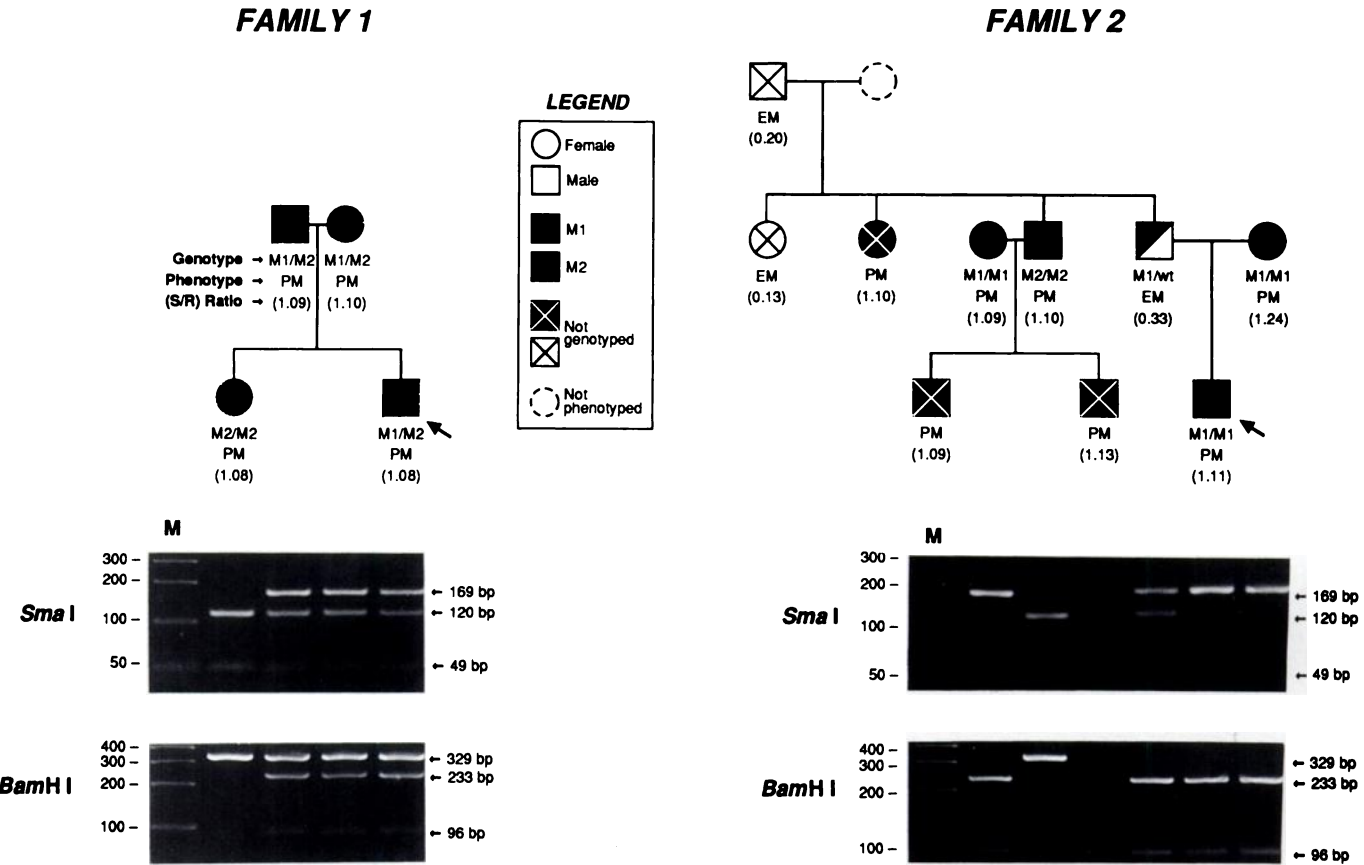 FAMILY 1
Genotype → M1/M2 M1/M2
Phenotype → PM PM
(S/R) Ratio → (1.09) (1.10)
M2/M2
PM
(1.08)
M1/M2
PM
(1.08)
LEGEND
Female
Male
M1
M2
Not
genotyped
Not
phenotyped
FAMILY 2
EM
(0.20)
EM
(0.13)
PM
(1.10)
M1/M1
PM
(1.09)
M2/M2
PM
(1.10)
M1/wt
EM
(0.33)
M1/M1
PM
(1.24)
PM
(1.09)
PM
(1.13)
M1/M1
PM
(1.11)
M
Sma I
300 –
200 –
100 –
50 –
← 169 bp
← 120 bp
← 49 bp
BamH I
400 –
300 –
200 –
100 –
← 329 bp
← 233 bp
← 96 bp
M
Sma I
300 –
200 –
100 –
50 –
← 169 bp
← 120 bp
← 49 bp
BamH I
400 –
300 –
200 –
100 –
← 329 bp
← 233 bp
← 96 bp